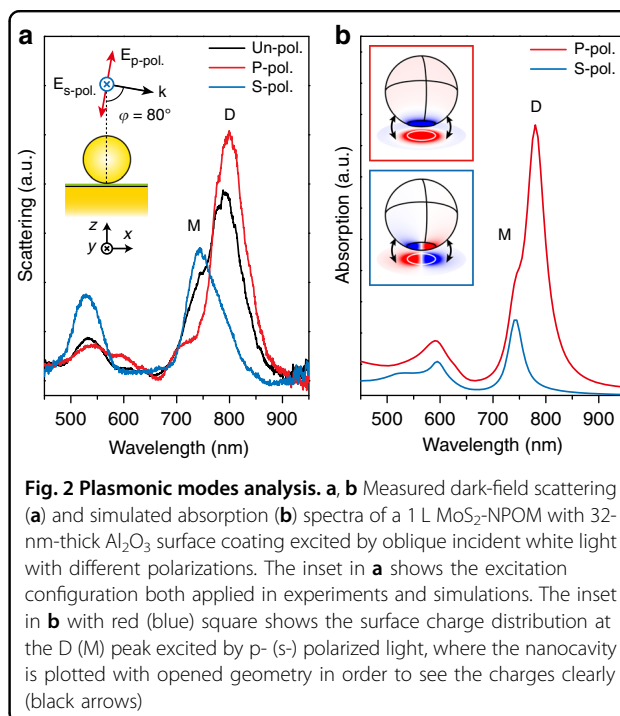 a
E p-pol.
E s-pol.
k
φ = 80°
z
y
x
Un-pol.
P-pol.
S-pol.
D
M
Scattering (a.u.)
500 600 700 800 900
Wavelength (nm)
b
P-pol.
S-pol.
D
M
Absorption (a.u.)
500 600 700 800 900
Wavelength (nm)
Fig. 2 Plasmonic modes analysis. a, b Measured dark-field scattering
(a) and simulated absorption (b) spectra of a 1 L MoS₂-NPOM with 32-
nm-thick Al₂O₃ surface coating excited by oblique incident white light
with different polarizations. The inset in a shows the excitation
configuration both applied in experiments and simulations. The inset
in b with red (blue) square shows the surface charge distribution at
the D (M) peak excited by p- (s-) polarized light, where the nanocavity
is plotted with opened geometry in order to see the charges clearly
(black arrows)